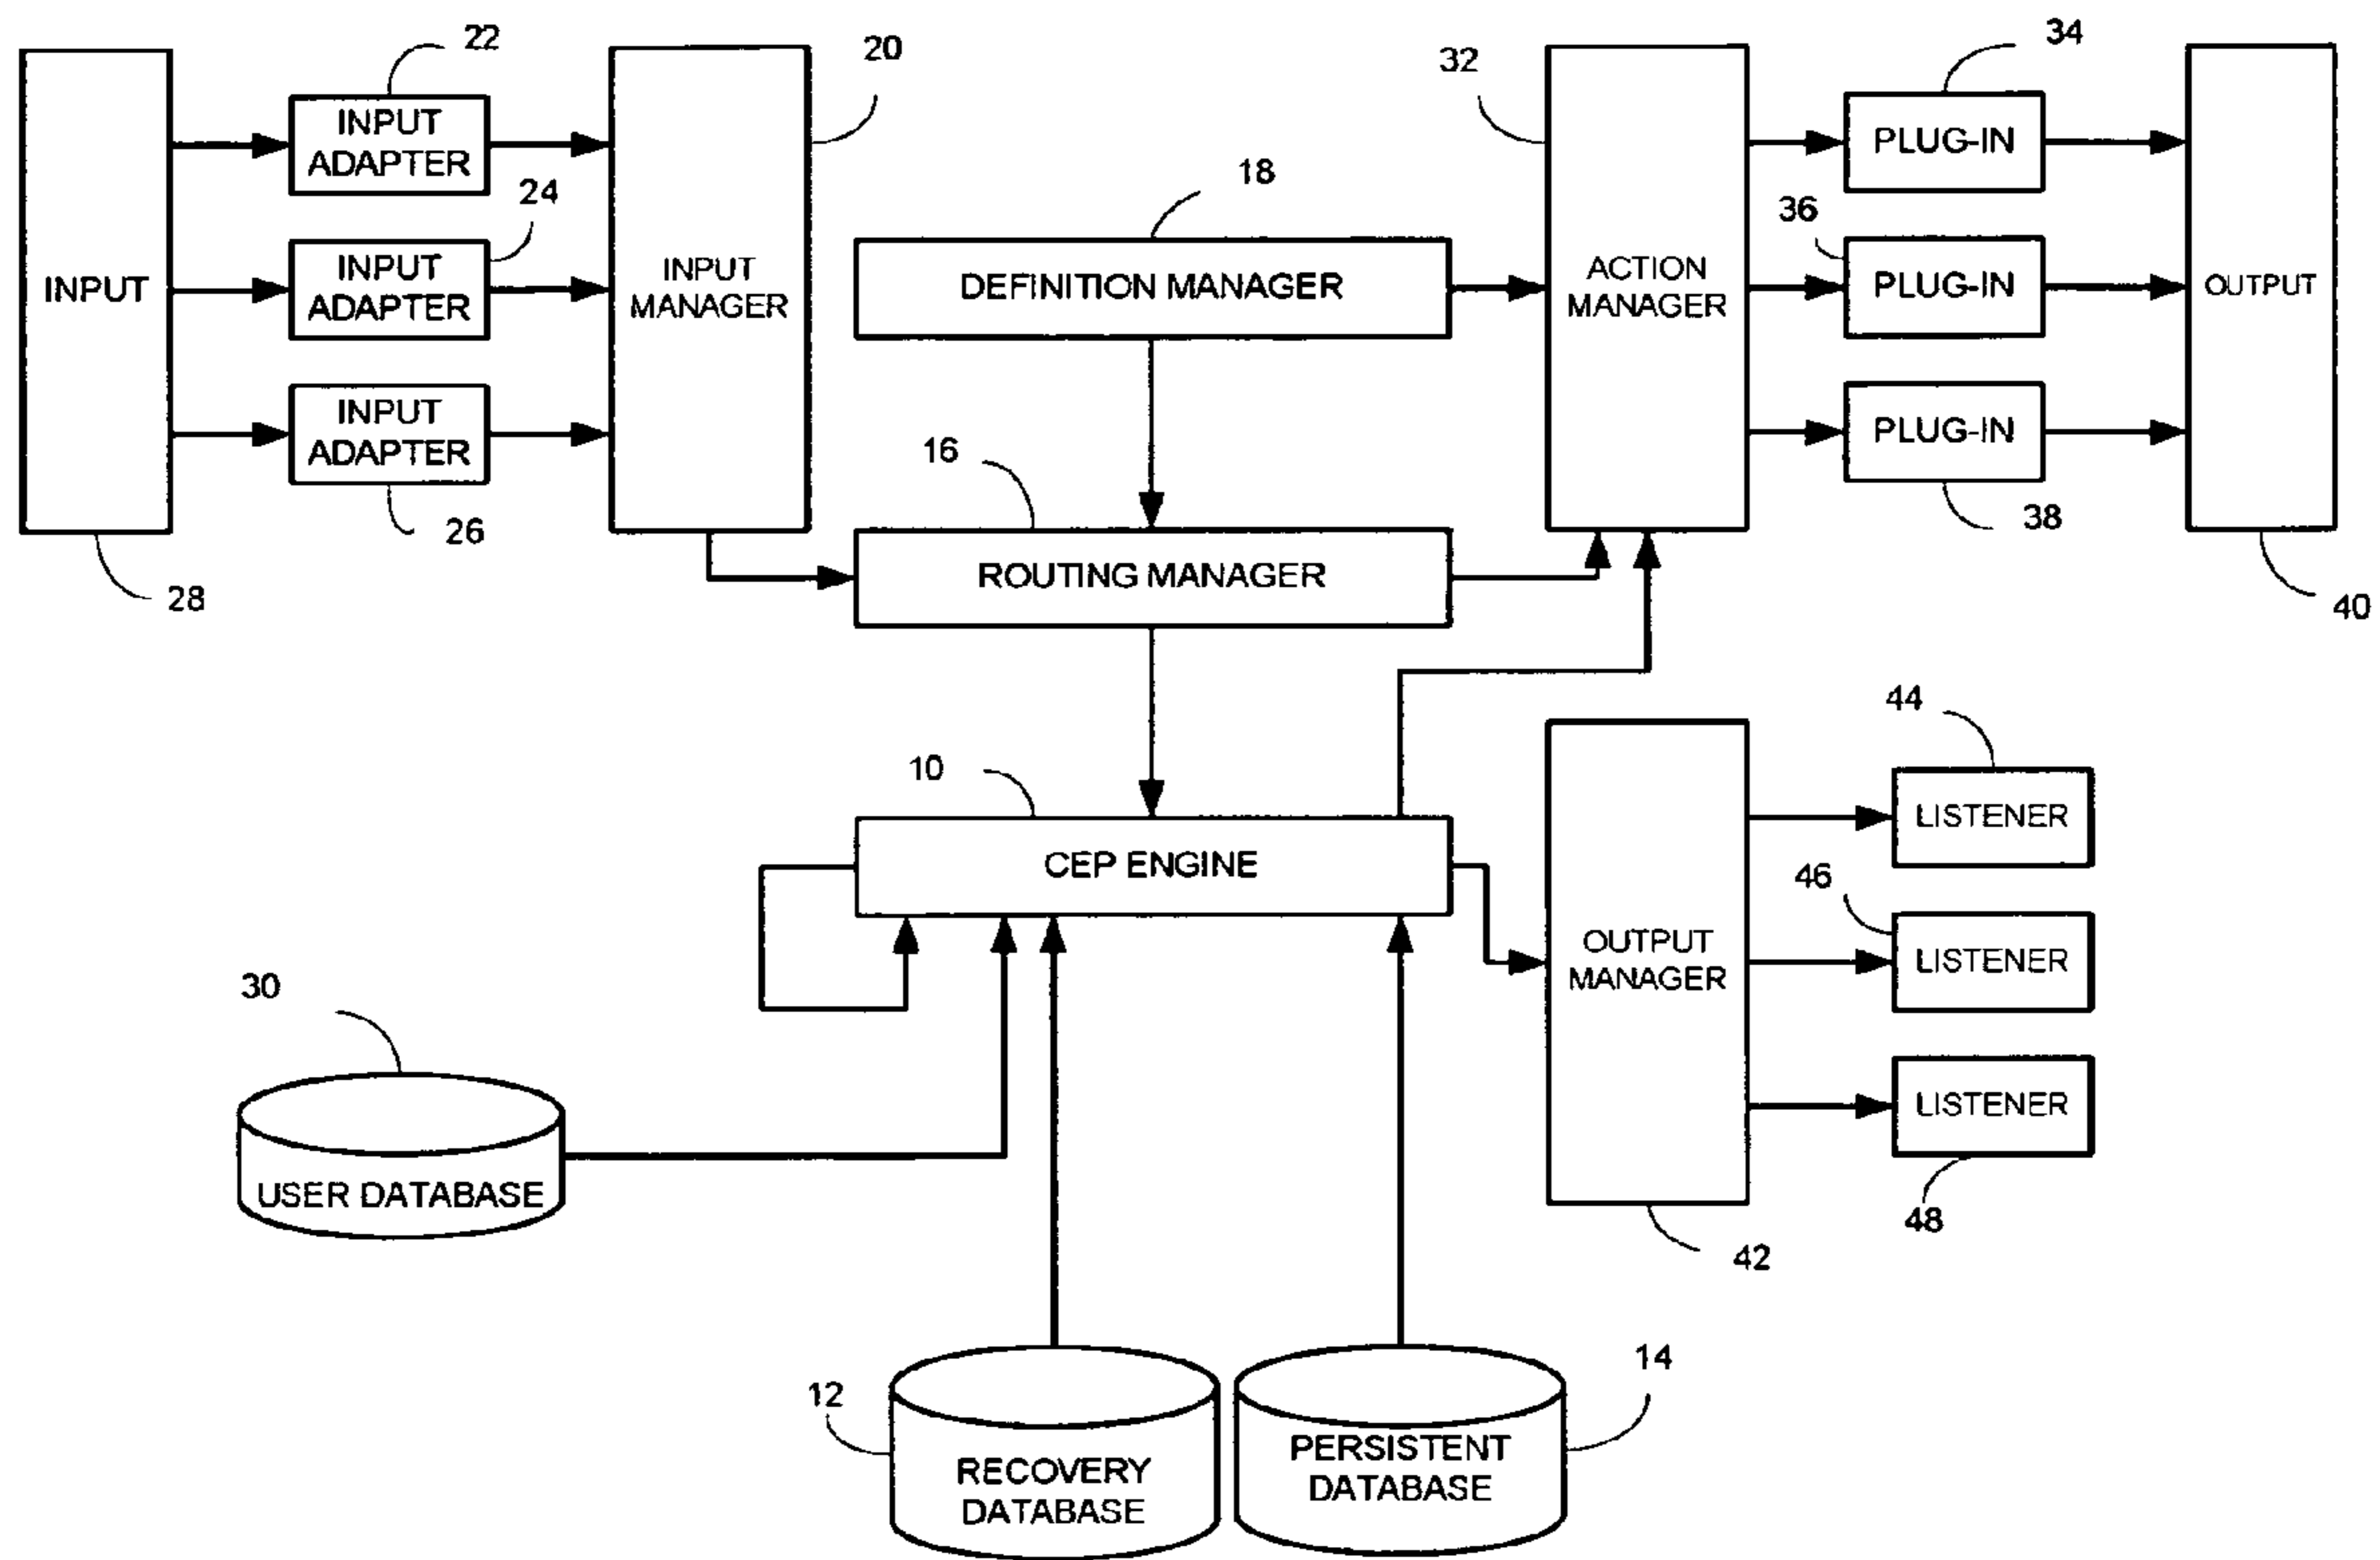 22
20
32
34
INPUT
ADAPTER
PLUG-IN
24
18
36
INPUT
INPUT
ADAPTER
INPUT
MANAGER
DEFINITION MANAGER
ACTION
MANAGER
PLUG-IN
OUTPUT
INPUT
ADAPTER
16
PLUG-IN
26
38
28
ROUTING MANAGER
40
44
10
LISTENER
CEP ENGINE
46
OUTPUT
MANAGER
LISTENER
30
LISTENER
USER DATABASE
48
42
12
14
RECOVERY
DATABASE
PERSISTENT
DATABASE